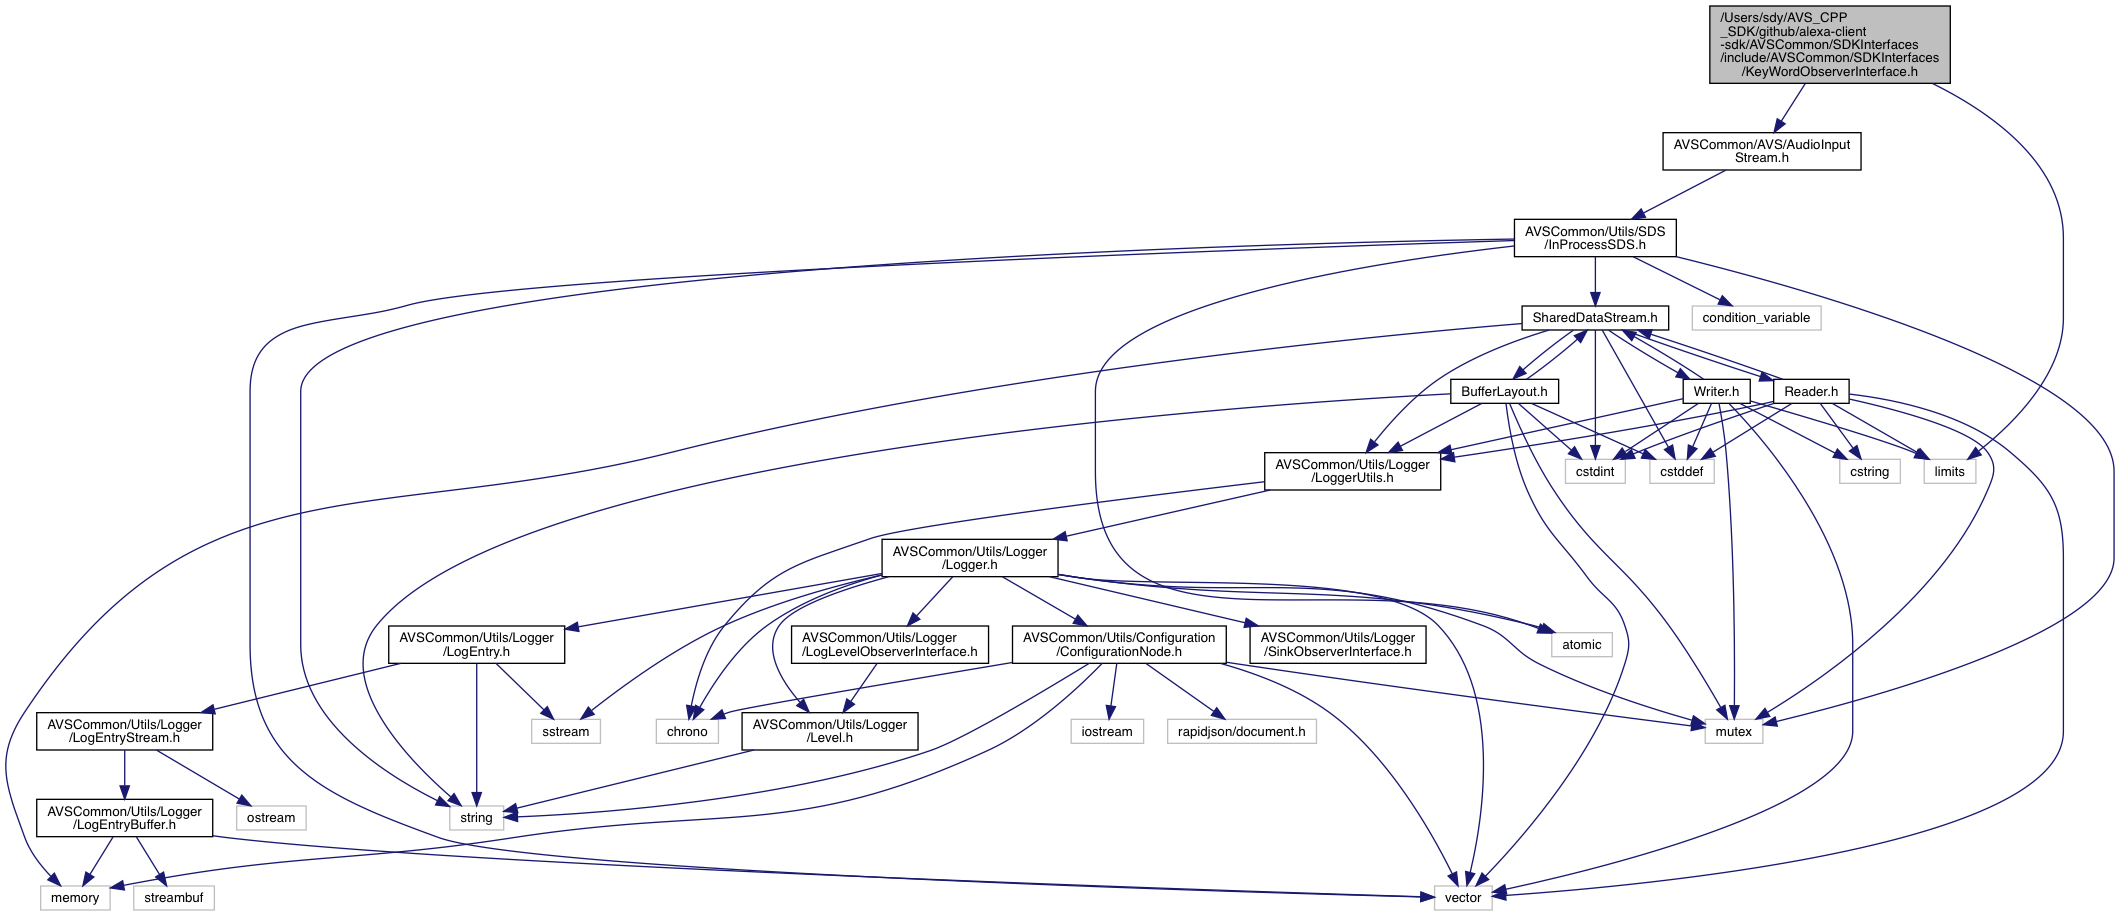 /Users/sdy/AVS_CPP
_SDK/github/alexa-client
-sdk/AVSCommon/SDKInterfaces
/include/AVSCommon/SDKInterfaces
/KeyWordObserverInterface.h
AVSCommon/AVS/AudioInput
Stream.h
AVSCommon/Utils/SDS
/InProcessSDS.h
SharedDataStream.h
condition_variable
BufferLayout.h
Writer.h
Reader.h
AVSCommon/Utils/Logger
/LoggerUtils.h
cstdint
cstddef
cstring
limits
AVSCommon/Utils/Logger
/Logger.h
AVSCommon/Utils/Logger
/LogEntry.h
AVSCommon/Utils/Logger
/LogLevelObserverInterface.h
AVSCommon/Utils/Configuration
/ConfigurationNode.h
AVSCommon/Utils/Logger
/SinkObserverInterface.h
atomic
AVSCommon/Utils/Logger
/LogEntryStream.h
sstream
chrono
AVSCommon/Utils/Logger
/Level.h
iostream
rapidjson/document.h
mutex
AVSCommon/Utils/Logger
/LogEntryBuffer.h
ostream
string
memory
streambuf
vector